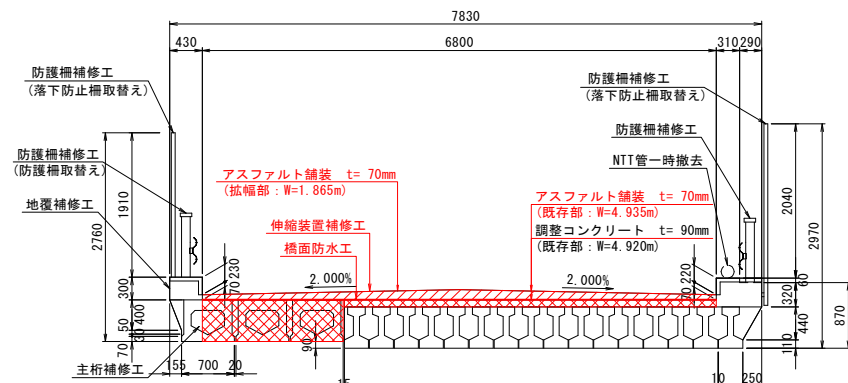 7830
430
6800
310
290
防護柵補修工
(落下防止柵取替え)
防護柵補修工
(防護柵取替え)
地覆補修工
主桁補修工
アスファルト舗装 t= 70mm
(拡幅部：W=1.865m)
伸縮装置補修工
橋面防水工
防護柵補修工
(落下防止柵取替え)
防護柵補修工
NTT管一時撤去
アスファルト舗装 t= 70mm
(既存部：W=4.935m)
調整コンクリート t= 90mm
(既存部：W=4.920m)
2.000%
2.000%
2760
1910
300
400
50
30
70
230
70
155
700
20
90
15
220
70
2040
60
320
440
110
2970
870
10
250